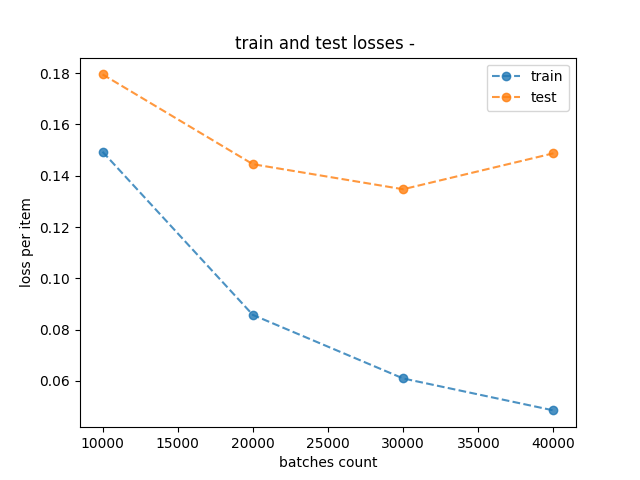 train and test losses -
train
test
loss per item
0.18
0.16
0.14
0.12
0.10
0.08
0.06
10000 15000 20000 25000 30000 35000 40000
batches count